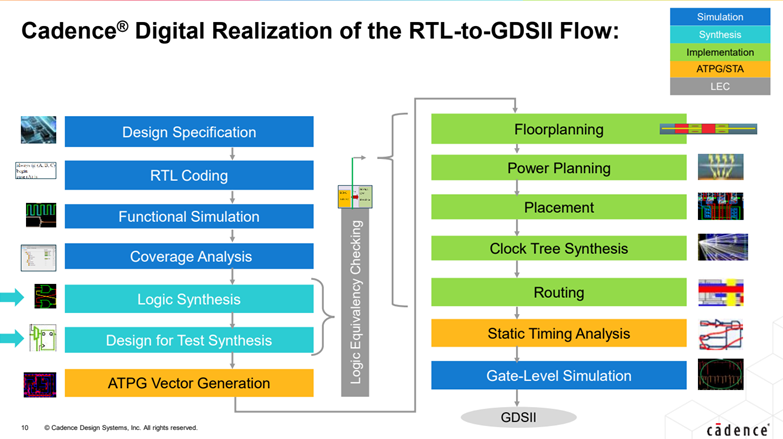 Cadence® Digital Realization of the RTL-to-GDSII Flow:
Simulation
Synthesis
Implementation
ATPG/STA
LEC
Design Specification
RTL Coding
Functional Simulation
Coverage Analysis
Logic Synthesis
Design for Test Synthesis
ATPG Vector Generation
Logic Equivalency Checking
Floorplanning
Power Planning
Placement
Clock Tree Synthesis
Routing
Static Timing Analysis
Gate-Level Simulation
GDSII
10 © Cadence Design Systems, Inc. All rights reserved.
cādence®